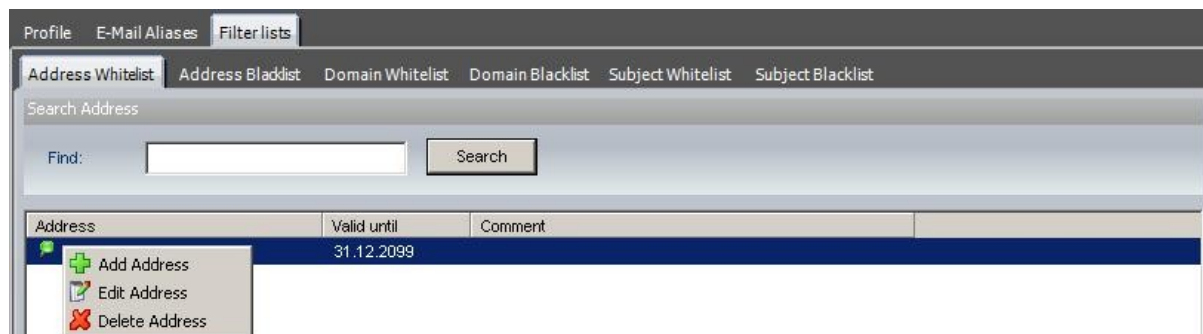 Profile E-Mail Aliases Filter lists
Address Whitelist Address Blacklist Domain Whitelist Domain Blacklist Subject Whitelist Subject Blacklist
Search Address
Find: Search
Address Valid until Comment
31.12.2099
Add Address
Edit Address
Delete Address